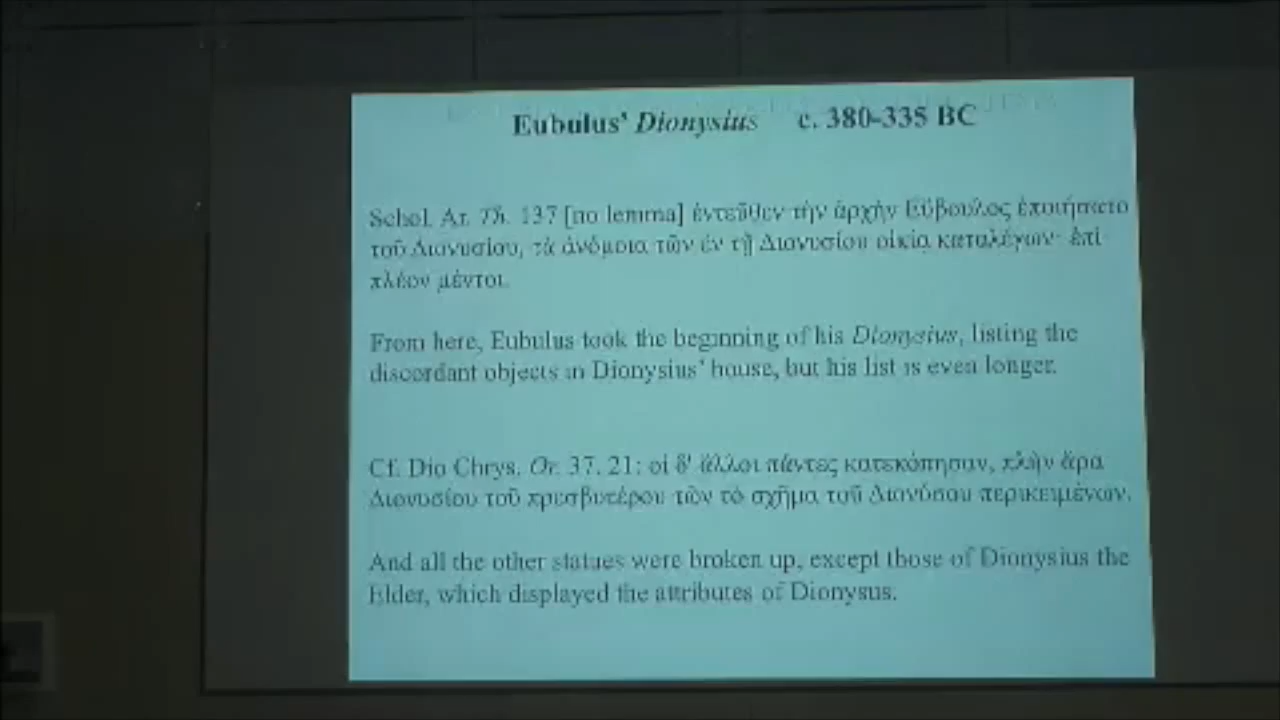 Eubulus' Dionysius c. 380-335 BC
Schol. Ar. Th. 137 [no lemma] ἐντεῦθεν τὴν ἀρχὴν Εὔβουλος ἐποιήσατο
τοῦ Διονυσίου, τὰ ἀνόμοια τῶν ἐν τῇ Διονυσίου οἰκίᾳ καταλέγων· ἐπὶ
πλέον μέντοι.
From here, Eubulus took the beginning of his Dionysius, listing the
discordant objects in Dionysius' house, but his list is even longer.
Cf. Dio Chrys. Or. 37. 21: οἱ δ' ἄλλοι πάντες κατεκόπησαν, πλὴν ἄρα
Διονυσίου τοῦ πρεσβυτέρου τῶν τὸ σχῆμα τοῦ Διονύσου περικειμένων.
And all the other statues were broken up, except those of Dionysius the
Elder, which displayed the attributes of Dionysus.